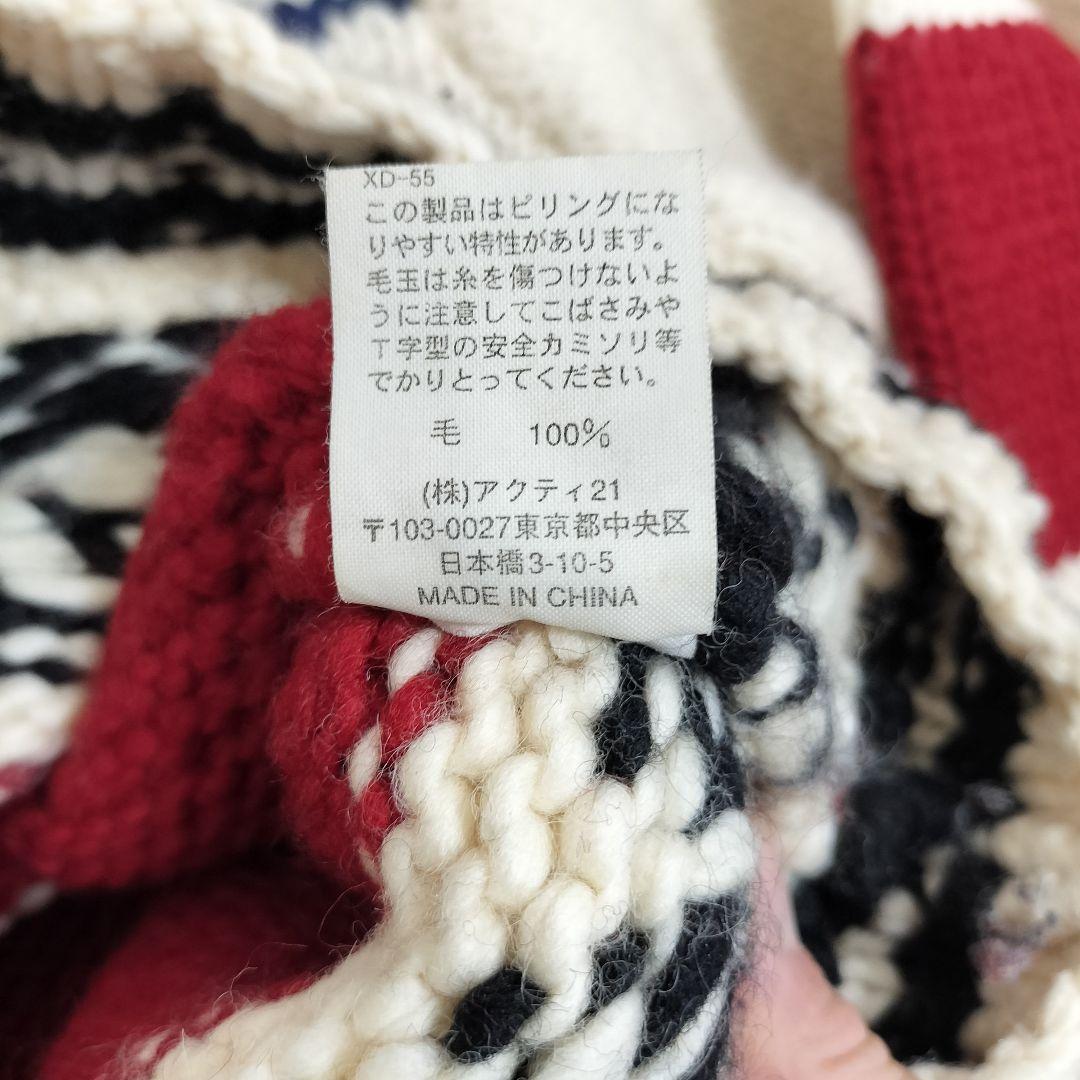 XD-55
この製品はピリングにな
りやすい特性があります。
毛玉は糸を傷つけないよ
うに注意してこばさみや
T字型の安全カミソリ等
でかりとってください。
毛 100%
(株)アクティ21
〒103-0027東京都中央区
日本橋3-10-5
MADE IN CHINA